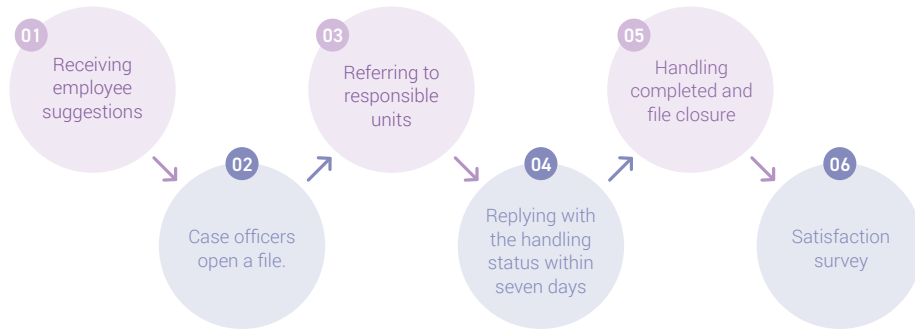 01
Receiving
employee
suggestions
02
Case officers
open a file.
03
Referring to
responsible
units
04
Replying with
the handling
status within
seven days
05
Handling
completed and
file closure
06
Satisfaction
survey